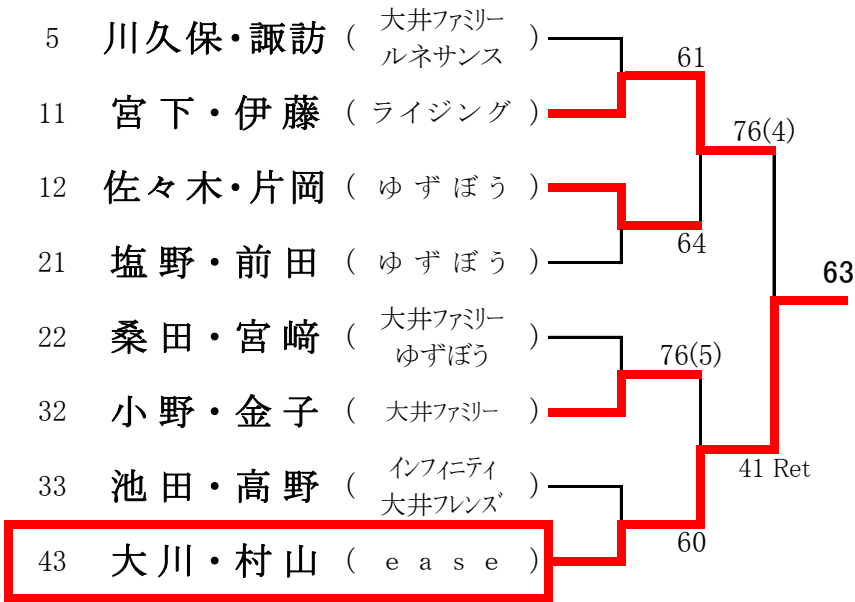 5 川久保・諏訪 ( 大井ファミリー ルネサンス )
61
11 宮下・伊藤 ( ライジング )
76(4)
12 佐々木・片岡 ( ゆずぼう )
64
21 塩野・前田 ( ゆずぼう )
63
22 桑田・宮﨑 ( 大井ファミリー ゆずぼう )
76(5)
32 小野・金子 ( 大井ファミリー )
41 Ret
33 池田・高野 ( インフィニティ 大井フレンズ )
60
43 大川・村山 ( ease )